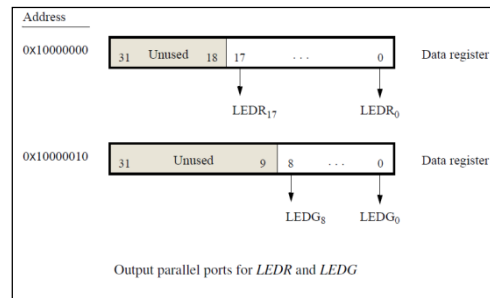 Address
0x10000000 31 Unused 18 17 . . . 0 Data register
LEDR17 LEDR0
0x10000010 31 Unused 9 8 . . . 0 Data register
LEDG8 LEDG0
Output parallel ports for LEDR and LEDG